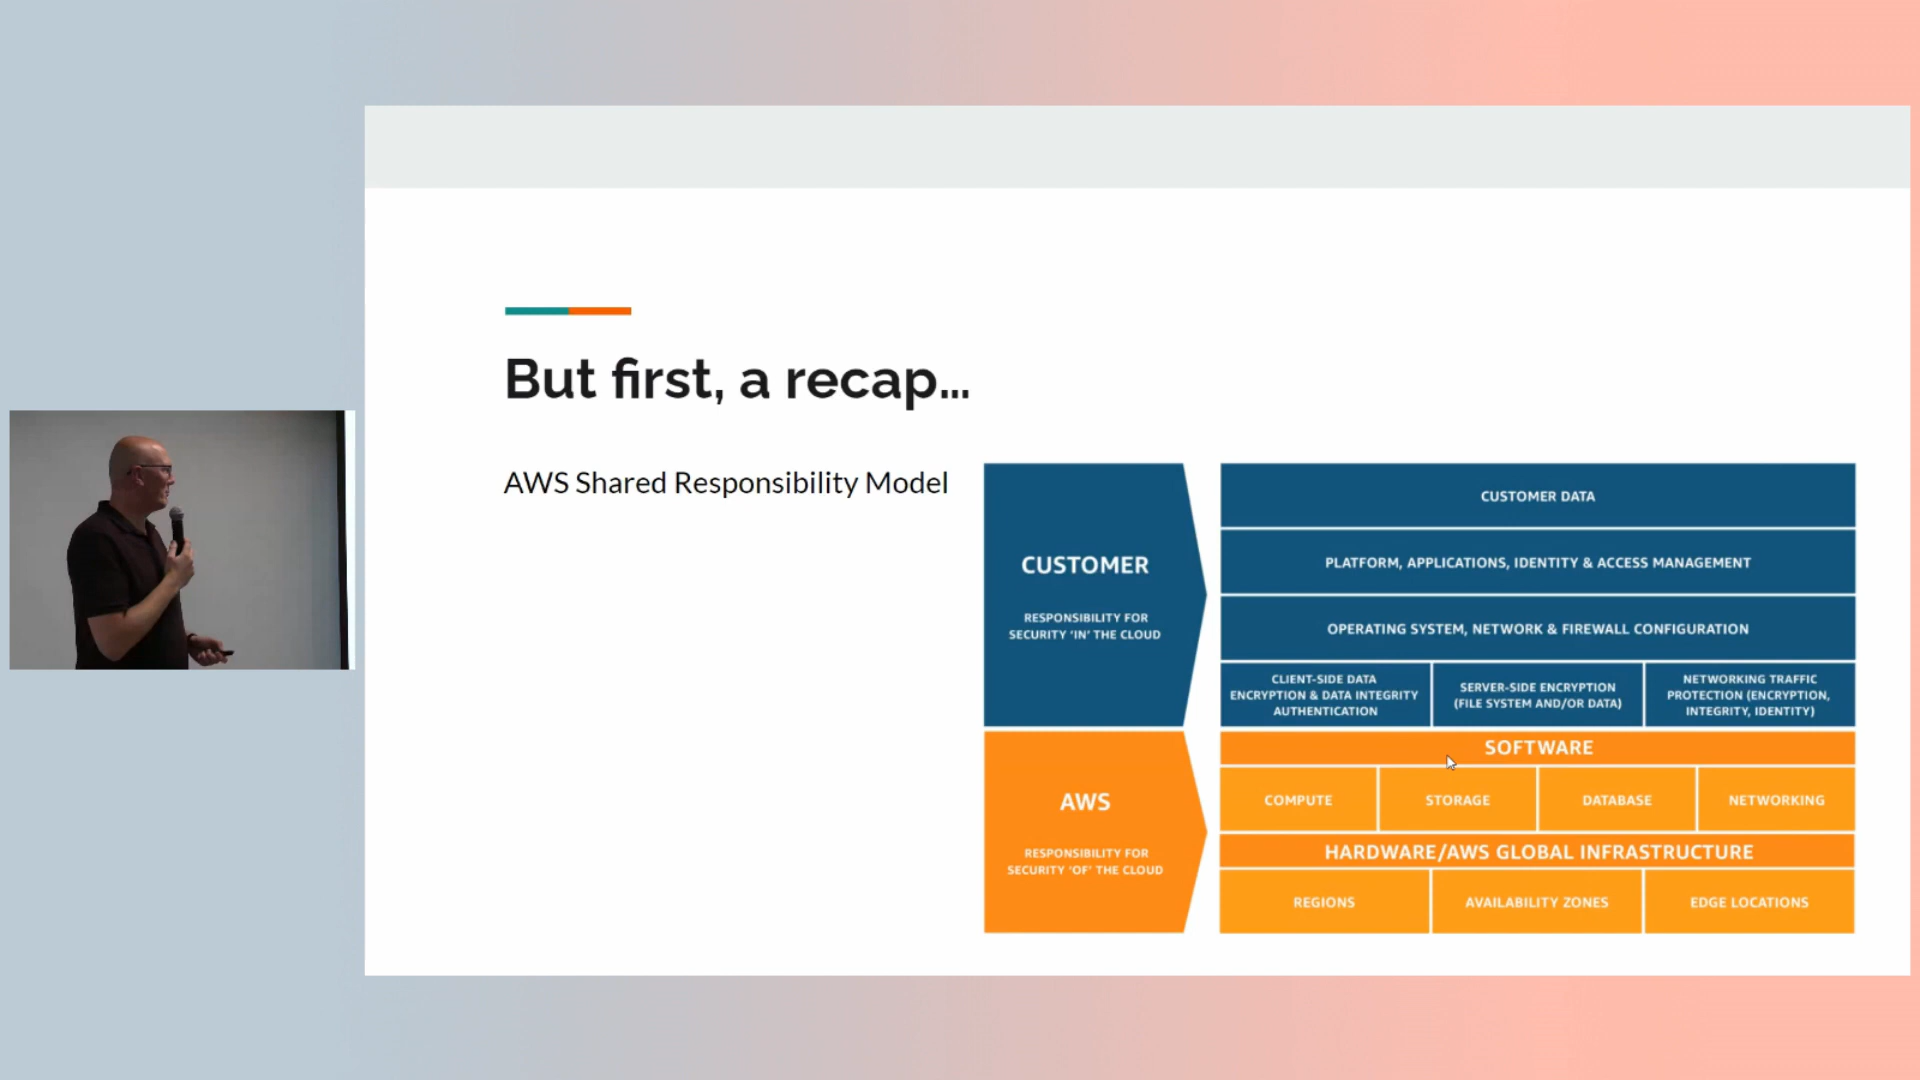 But first, a recap...
AWS Shared Responsibility Model
CUSTOMER
RESPONSIBILITY FOR
SECURITY ‘IN’ THE CLOUD
CUSTOMER DATA
PLATFORM, APPLICATIONS, IDENTITY & ACCESS MANAGEMENT
OPERATING SYSTEM, NETWORK & FIREWALL CONFIGURATION
CLIENT-SIDE DATA
ENCRYPTION & DATA INTEGRITY
AUTHENTICATION
SERVER-SIDE ENCRYPTION
(FILE SYSTEM AND/OR DATA)
NETWORKING TRAFFIC
PROTECTION (ENCRYPTION,
INTEGRITY, IDENTITY)
AWS
RESPONSIBILITY FOR
SECURITY ‘OF’ THE CLOUD
SOFTWARE
COMPUTE
STORAGE
DATABASE
NETWORKING
HARDWARE/AWS GLOBAL INFRASTRUCTURE
REGIONS
AVAILABILITY ZONES
EDGE LOCATIONS